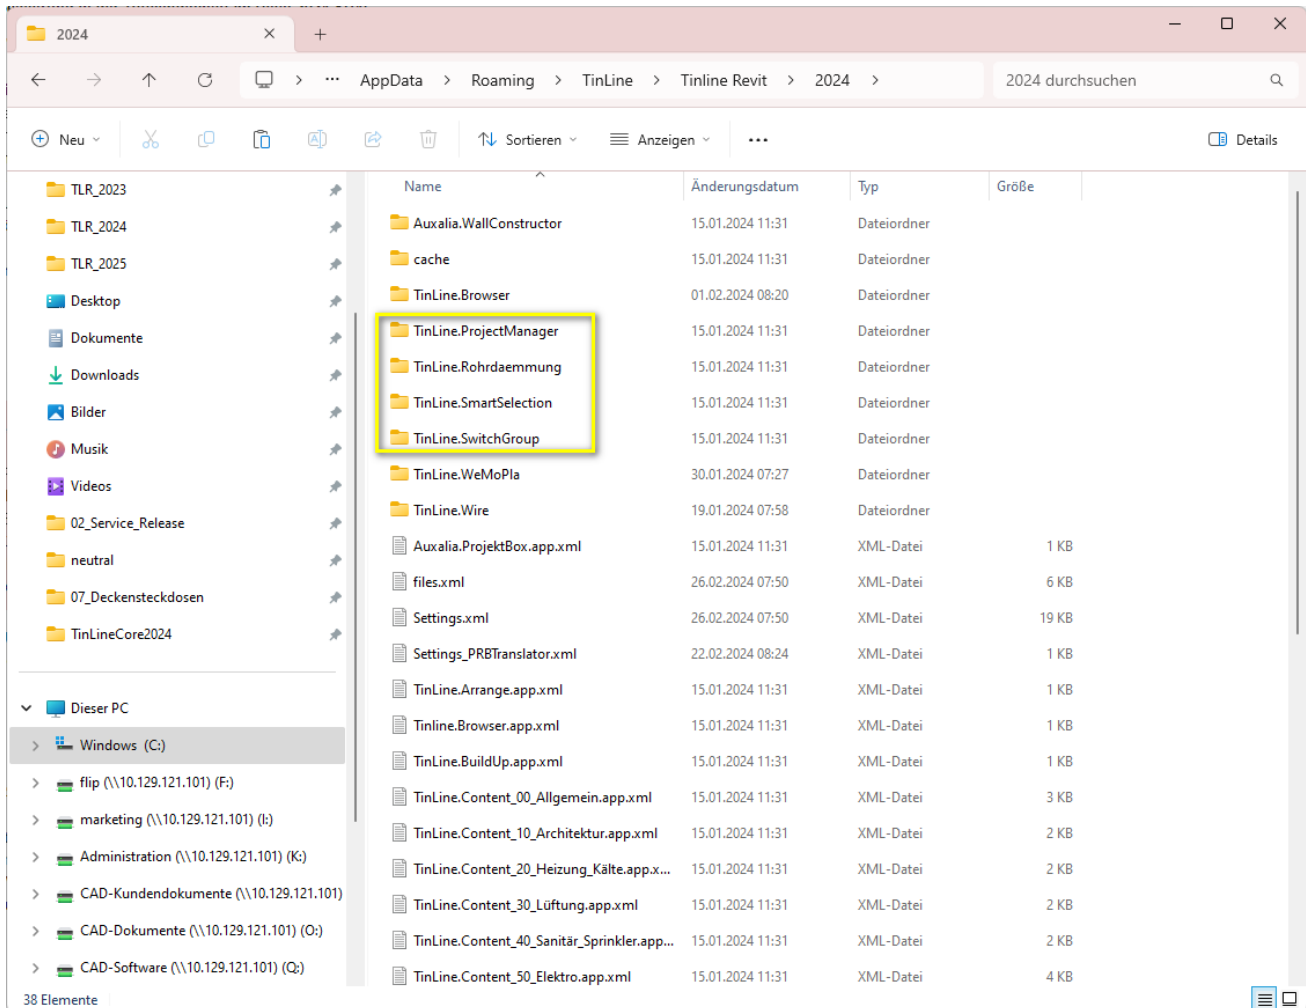 2024
AppData > Roaming > TinLine > Tinline Revit > 2024 >
2024 durchsuchen
Neu
Sortieren
Anzeigen
Details
TLR_2023
TLR_2024
TLR_2025
Desktop
Dokumente
Downloads
Bilder
Musik
Videos
02_Service_Release
neutral
07_Deckensteckdosen
TinLineCore2024
Dieser PC
Windows (C:)
flip (\\10.129.121.101) (F:)
marketing (\\10.129.121.101) (I:)
Administration (\\10.129.121.101) (K:)
CAD-Kundendokumente (\\10.129.121.101)
CAD-Dokumente (\\10.129.121.101) (O:)
CAD-Software (\\10.129.121.101) (Q:)
Name Änderungsdatum Typ Größe
Auxalia.WallConstructor 15.01.2024 11:31 Dateiordner
cache 15.01.2024 11:31 Dateiordner
TinLine.Browser 01.02.2024 08:20 Dateiordner
TinLine.ProjectManager 15.01.2024 11:31 Dateiordner
TinLine.Rohrdaemmung 15.01.2024 11:31 Dateiordner
TinLine.SmartSelection 15.01.2024 11:31 Dateiordner
TinLine.SwitchGroup 15.01.2024 11:31 Dateiordner
TinLine.WeMoPla 30.01.2024 07:27 Dateiordner
TinLine.Wire 19.01.2024 07:58 Dateiordner
Auxalia.ProjektBox.app.xml 15.01.2024 11:31 XML-Datei 1 KB
files.xml 26.02.2024 07:50 XML-Datei 6 KB
Settings.xml 26.02.2024 07:50 XML-Datei 19 KB
Settings_PRBTranslator.xml 22.02.2024 08:24 XML-Datei 1 KB
TinLine.Arrange.app.xml 15.01.2024 11:31 XML-Datei 1 KB
Tinline.Browser.app.xml 15.01.2024 11:31 XML-Datei 1 KB
TinLine.BuildUp.app.xml 15.01.2024 11:31 XML-Datei 1 KB
TinLine.Content_00_Allgemein.app.xml 15.01.2024 11:31 XML-Datei 3 KB
TinLine.Content_10_Architektur.app.xml 15.01.2024 11:31 XML-Datei 2 KB
TinLine.Content_20_Heizung_Kälte.app.x... 15.01.2024 11:31 XML-Datei 2 KB
TinLine.Content_30_Lüftung.app.xml 15.01.2024 11:31 XML-Datei 2 KB
TinLine.Content_40_Sanitär_Sprinkler.app... 15.01.2024 11:31 XML-Datei 2 KB
TinLine.Content_50_Elektro.app.xml 15.01.2024 11:31 XML-Datei 4 KB
38 Elemente